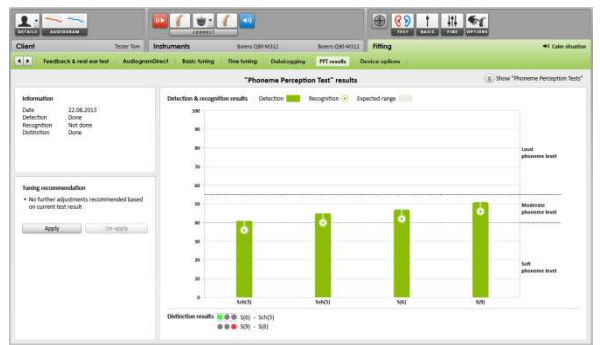 DETAILS AUDIOGRAM CONNECT TEST BASIC FINE OPTIONS
Client Tester Tom Instruments Bolero Q90-M312 Bolero Q90-M312 Fitting Calm situation
Feedback & real ear test AudiogramDirect Basic tuning Fine tuning DataLogging PPT results Device options
"Phoneme Perception Test" results Show "Phoneme Perception Tests"
Information
Date 22.08.2013
Detection Done
Recognition Not done
Distinction Done
Tuning recommendation
• No further adjustments recommended based
on current test result
Apply Un-apply
Detection & recognition results Detection Recognition Expected range
100
90
80
70
60
50
40
30
20
10
0
Loud
phoneme level
Moderate
phoneme level
Soft
phoneme level
Sch(3) Sch(5) S(6) S(9)
Distinction results S(6) - Sch(5)
S(9) - S(6)